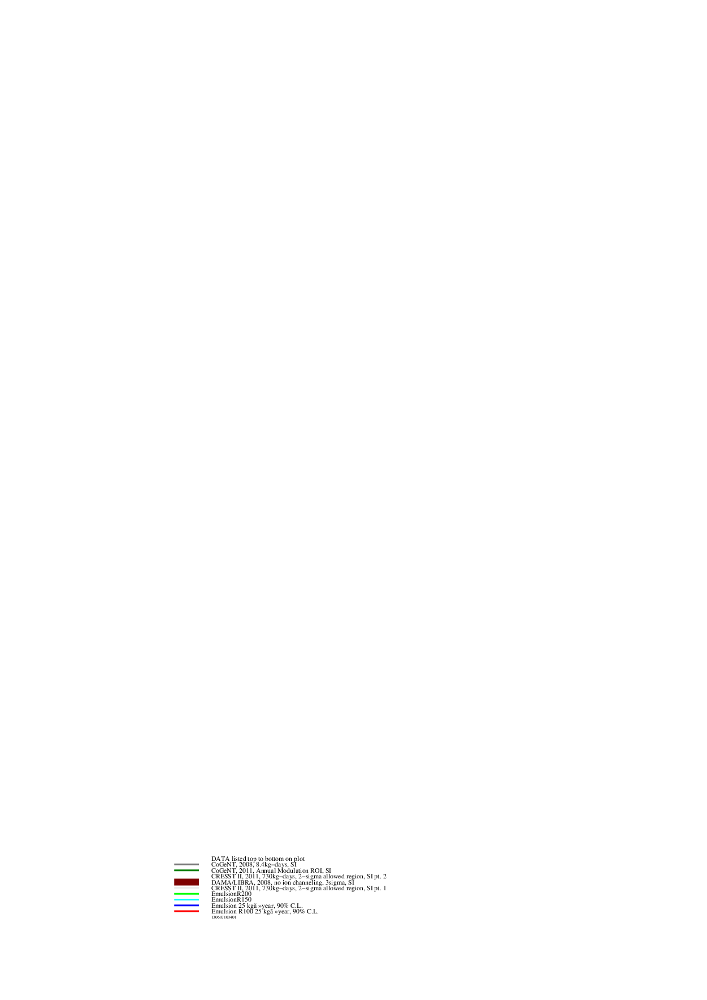 DATA listed top to bottom on plot
CoGeNT, 2008, 8.4kg−days, SI
CoGeNT, 2011, Annual Modulation ROI, SI
CRESST II, 2011, 730kg−days, 2−sigma allowed region, SI pt. 2
DAMA/LIBRA, 2008, no ion channeling, 3sigma, SI
CRESST II, 2011, 730kg−days, 2−sigma allowed region, SI pt. 1
EmulsionR200
EmulsionR150
Emulsion 25 kgã »year, 90% C.L.
Emulsion R100 25 kgã »year, 90% C.L.
130607100401